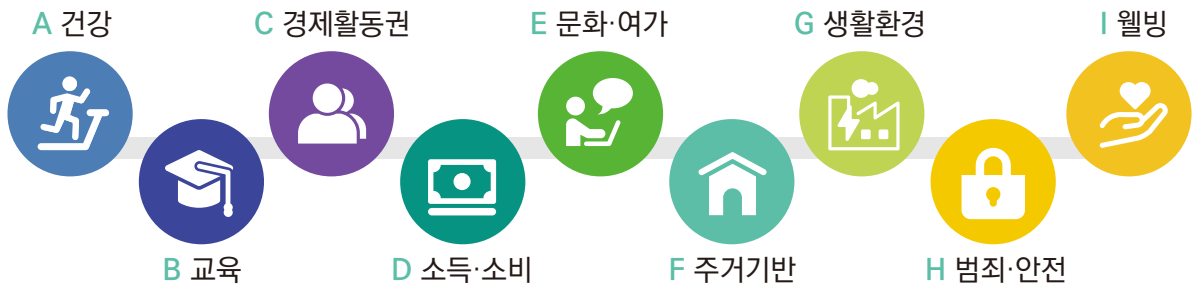 A 건강
C 경제활동권
E 문화·여가
G 생활환경
I 웰빙
B 교육
D 소득·소비
F 주거기반
H 범죄·안전